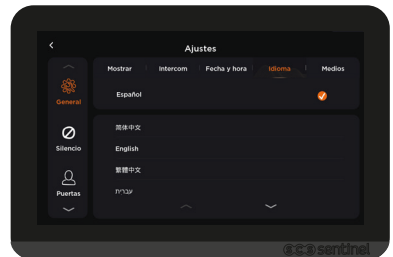 Ajustes
Mostrar Intercom Fecha y hora Idioma Medios
General
Silencio
Puertas
Español
简体中文
English
繁體中文
עברית
sentinel